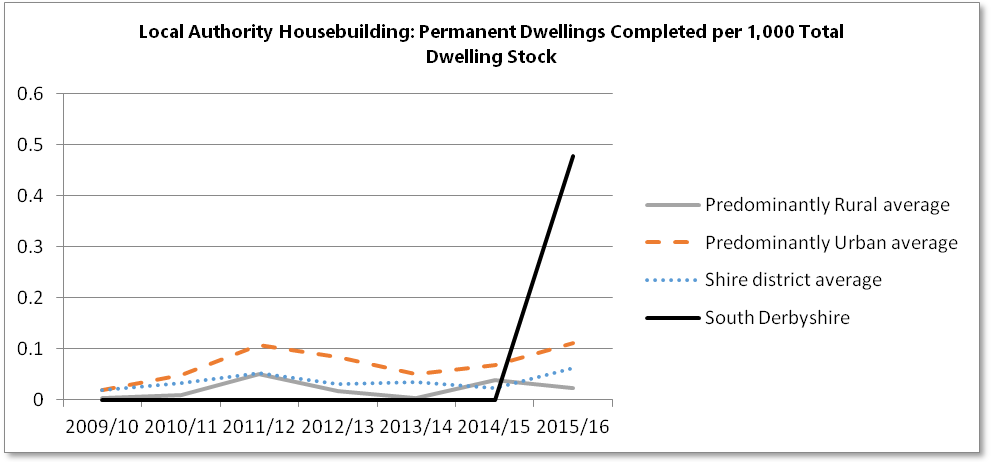 Local Authority Housebuilding: Permanent Dwellings Completed per 1,000 Total
Dwelling Stock
0.6
0.5
0.4
0.3
0.2
0.1
0
2009/10 2010/11 2011/12 2012/13 2013/14 2014/15 2015/16
Predominantly Rural average
Predominantly Urban average
Shire district average
South Derbyshire